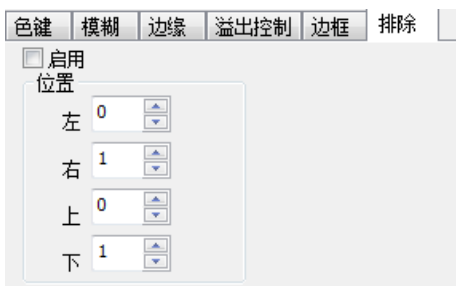 色键 模糊 边缘 溢出控制 边框 排除
启用
位置
左 0
右 1
上 0
下 1